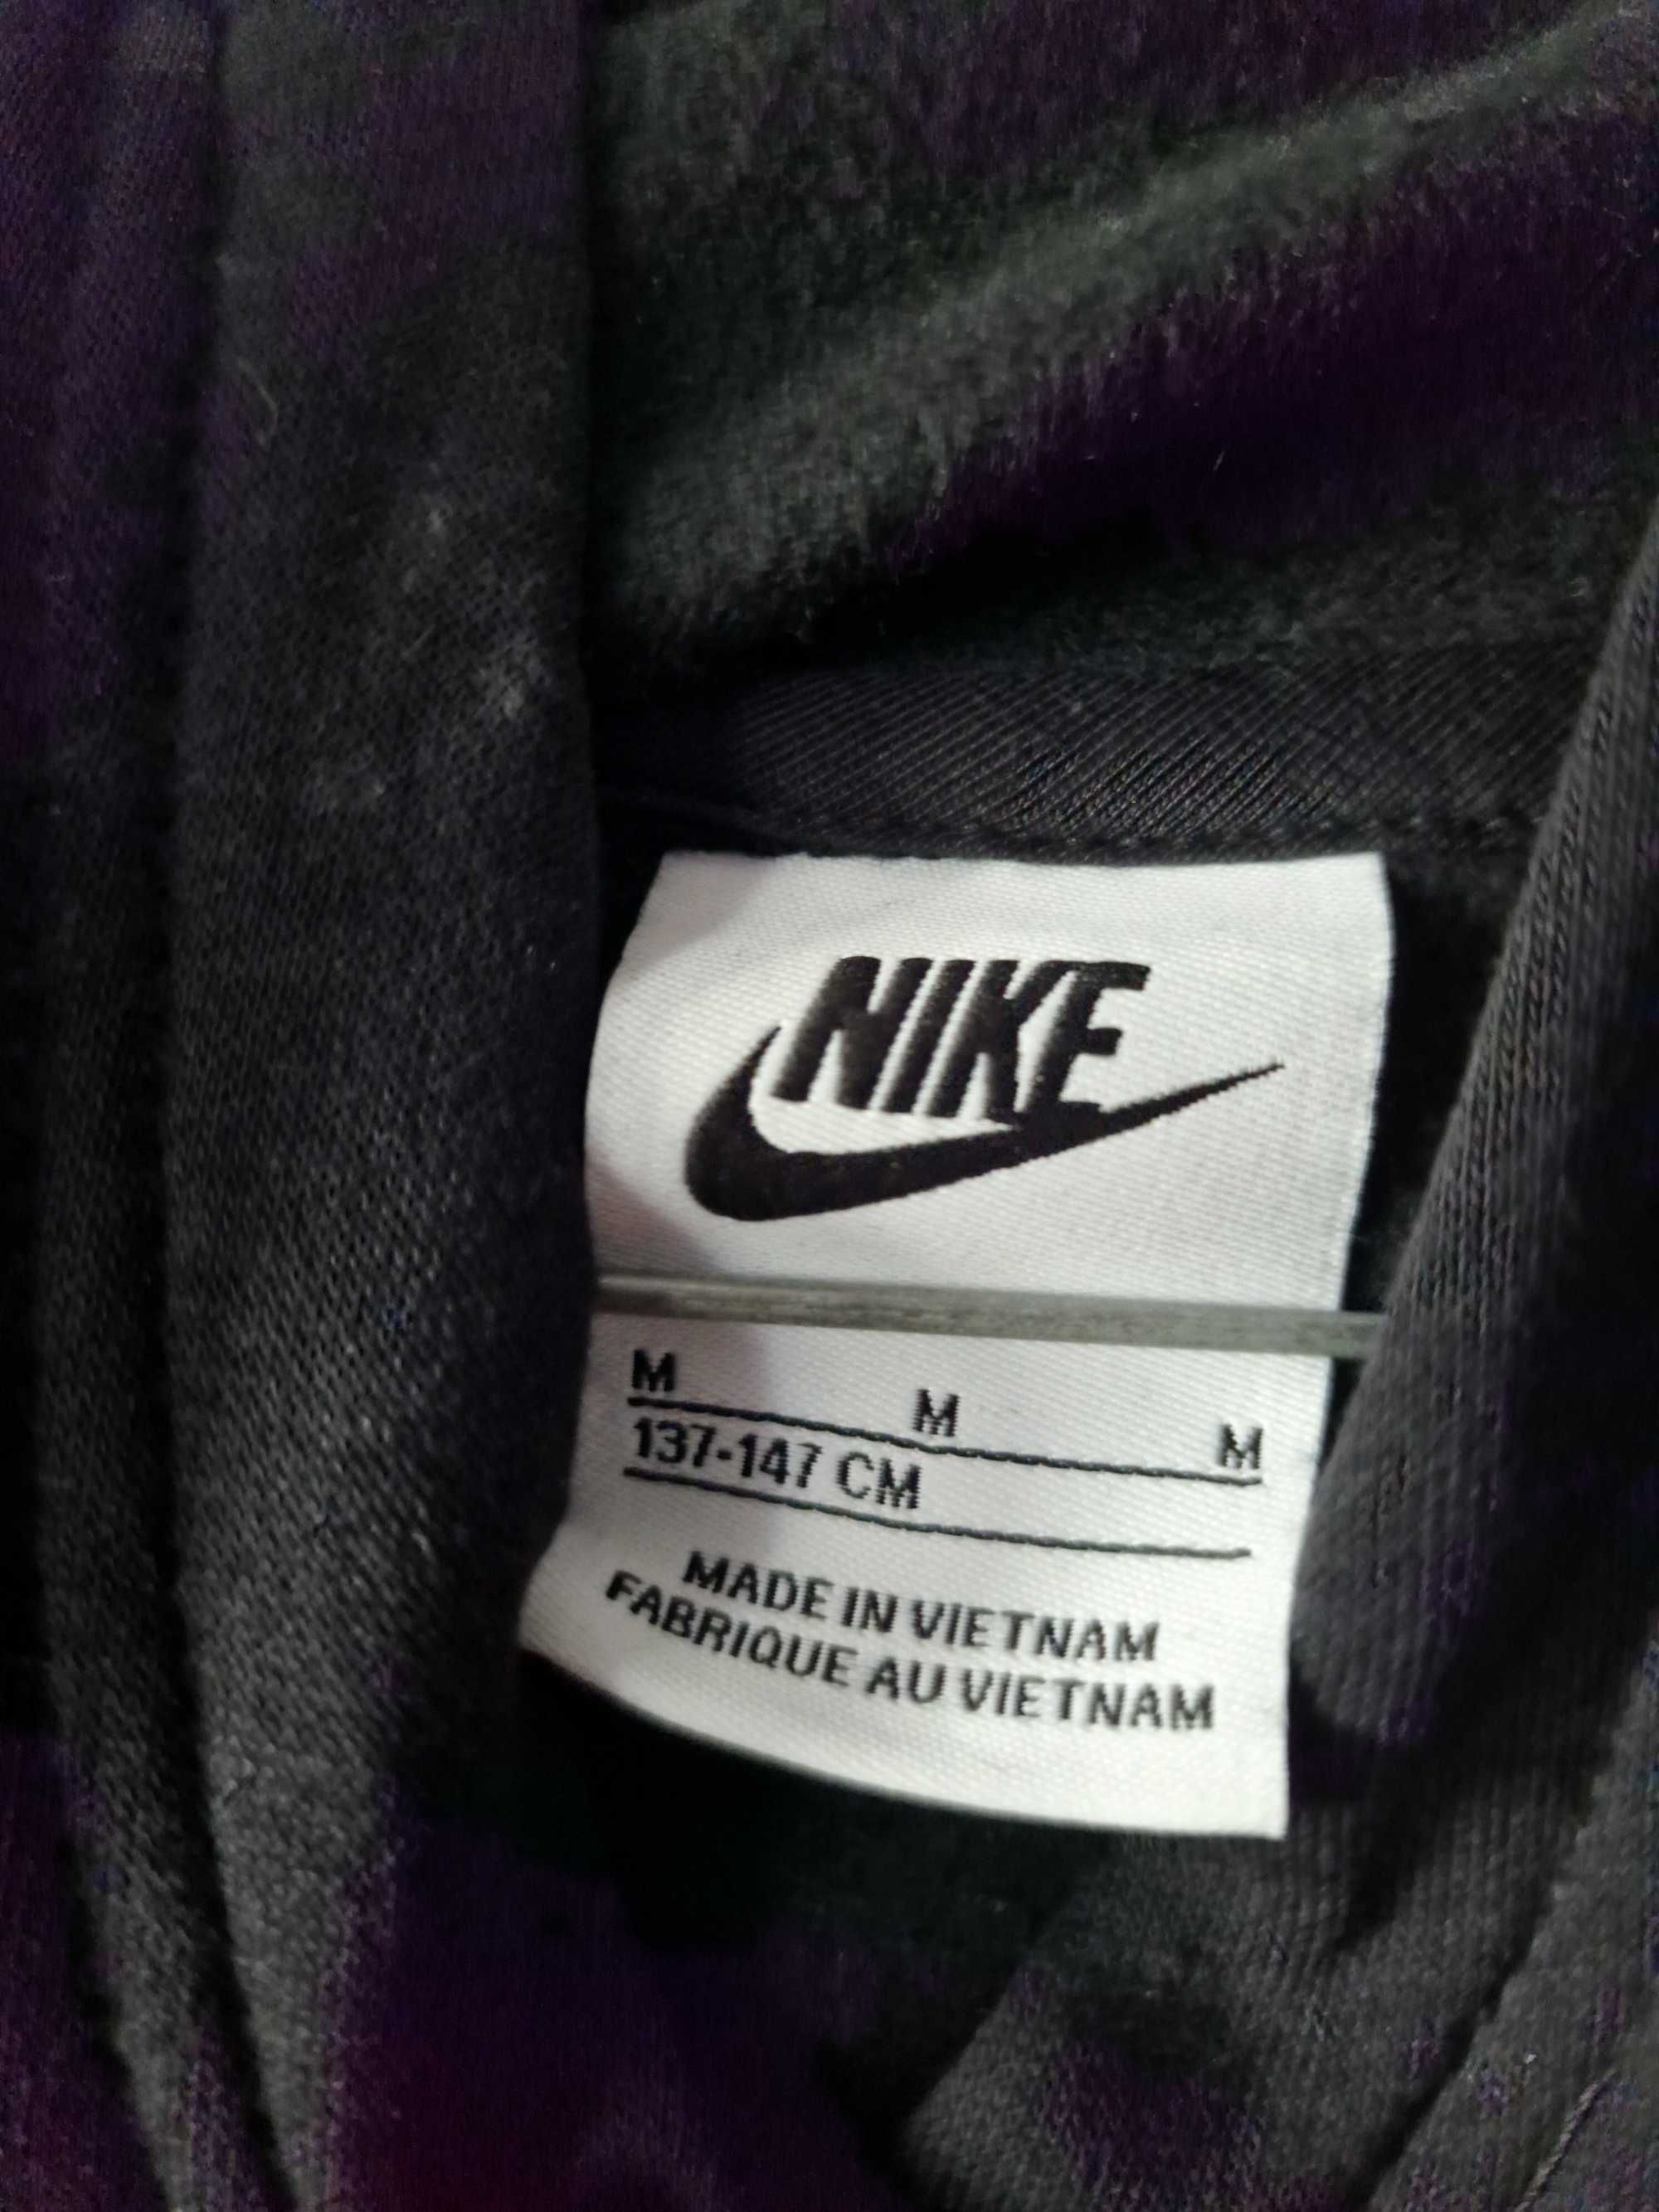 NIKE
M M M
137-147 CM
MADE IN VIETNAM
FABRIQUE AU VIETNAM